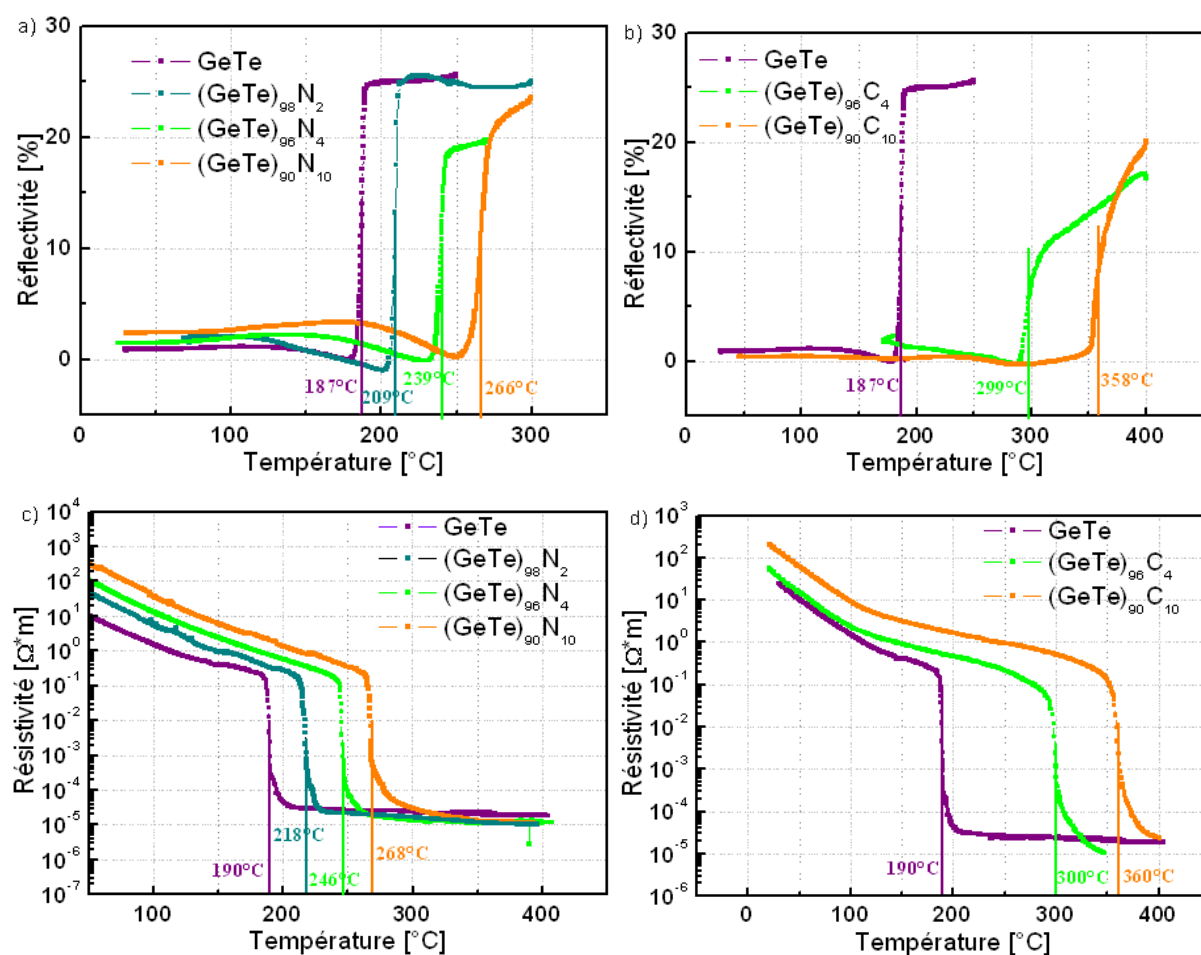 a)
30
20
10
0
Réflectivité [%]
GeTe
(GeTe)98N2
(GeTe)96N4
(GeTe)90N10
187°C
209°C
239°C
266°C
0 100 200 300
Température [°C]
b)
30
20
10
0
Réflectivité [%]
GeTe
(GeTe)96C4
(GeTe)90C10
187°C
299°C
358°C
0 100 200 300 400
Température [°C]
c)
10^4
10^3
10^2
10^1
10^0
10^-1
10^-2
10^-3
10^-4
10^-5
10^-6
10^-7
Résistivité [Ω*m]
GeTe
(GeTe)98N2
(GeTe)96N4
(GeTe)90N10
190°C
218°C
246°C
268°C
100 200 300 400
Température [°C]
d)
10^3
10^2
10^1
10^0
10^-1
10^-2
10^-3
10^-4
10^-5
10^-6
Résistivité [Ω*m]
GeTe
(GeTe)96C4
(GeTe)90C10
190°C
300°C
360°C
0 100 200 300 400
Température [°C]